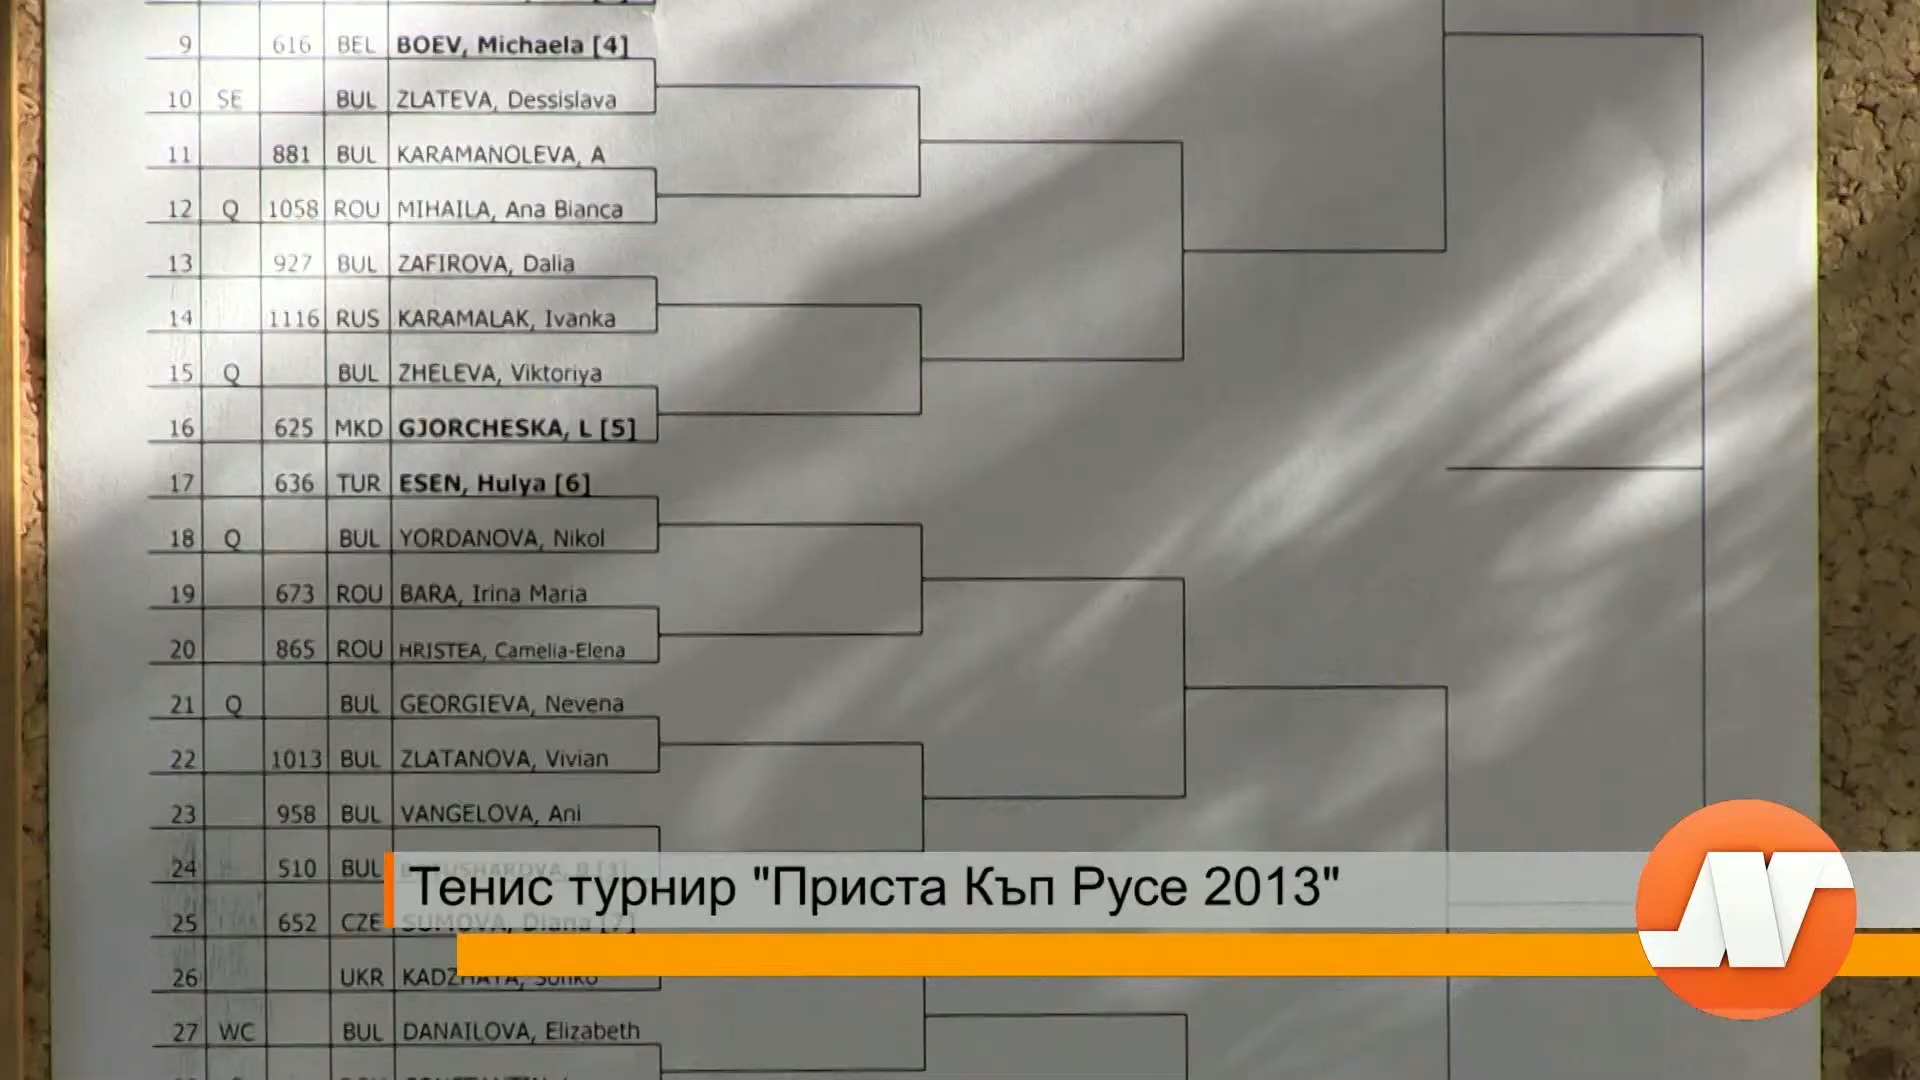 9 616 BEL BOEV, Michaela [4]
10 SE BUL ZLATEVA, Dessislava
11 881 BUL KARAMANOLEVA, A
12 Q 1058 ROU MIHAILA, Ana Bianca
13 927 BUL ZAFIROVA, Dalia
14 1116 RUS KARAMALAK, Ivanka
15 Q BUL ZHELEVA, Viktoriya
16 625 MKD GJORCHESKA, L [5]
17 636 TUR ESEN, Hulya [6]
18 Q BUL YORDANOVA, Nikol
19 673 ROU BARA, Irina Maria
20 865 ROU HRISTEA, Camelia-Elena
21 Q BUL GEORGIEVA, Nevena
22 1013 BUL ZLATANOVA, Vivian
23 958 BUL VANGELOVA, Ani
24 510 BUL
Тенис турнир "Приста Къп Русе 2013"
25 652 CZE SUMOVA, Diana [7]
26 UKR
27 WC BUL DANAILOVA, Elizabeth